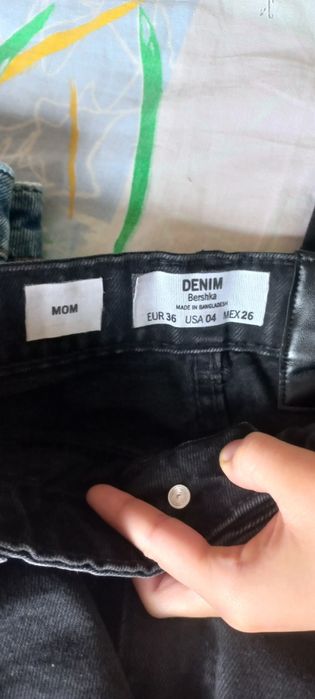 MOM
DENIM
Bershka
MADE IN BANGLADESH
EUR 36 USA 04 MEX 26